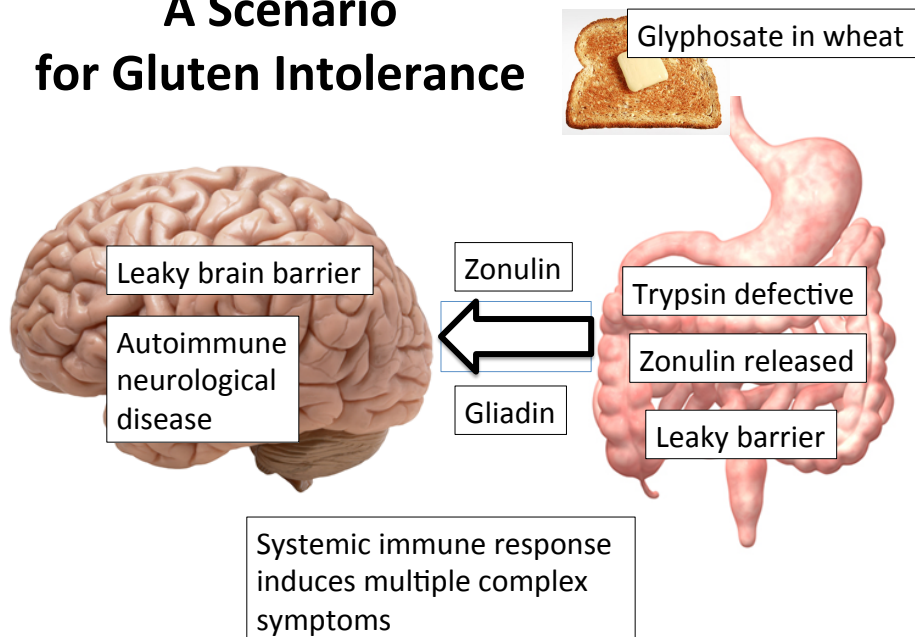 A Scenario
for Gluten Intolerance
Glyphosate in wheat
Leaky brain barrier
Autoimmune
neurological
disease
Zonulin
Gliadin
Trypsin defective
Zonulin released
Leaky barrier
Systemic immune response
induces multiple complex
symptoms